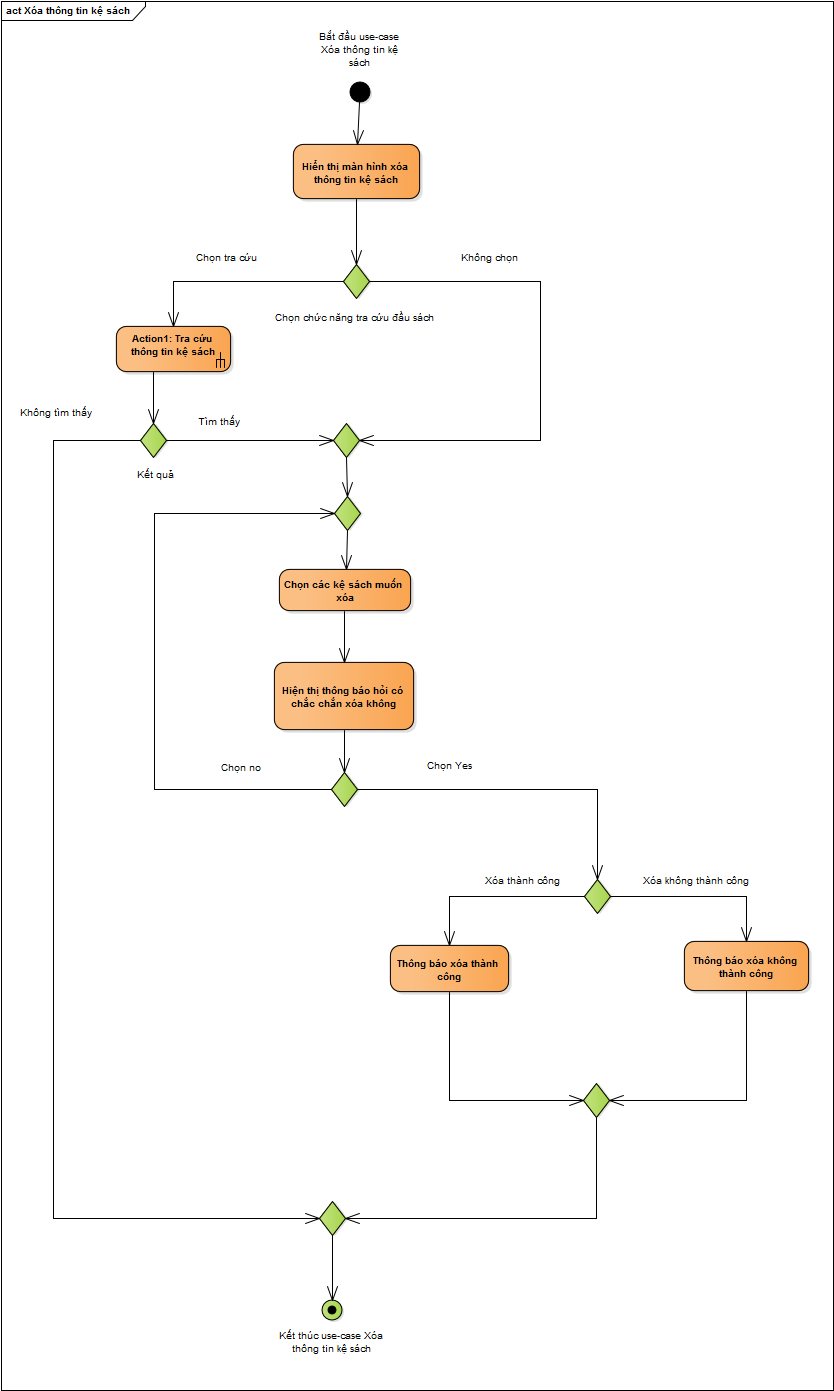 act Xóa thông tin kệ sách
Bắt đầu use-case
Xóa thông tin kệ
sách
Hiển thị màn hình xóa
thông tin kệ sách
Chọn tra cứu
Không chọn
Chọn chức năng tra cứu đầu sách
Action1: Tra cứu
thông tin kệ sách
Không tìm thấy
Tìm thấy
Kết quả
Chọn các kệ sách muốn
xóa
Hiện thị thông báo hỏi có
chắc chắn xóa không
Chọn no
Chọn Yes
Xóa thành công
Xóa không thành công
Thông báo xóa thành
công
Thông báo xóa không
thành công
Kết thúc use-case Xóa
thông tin kệ sách